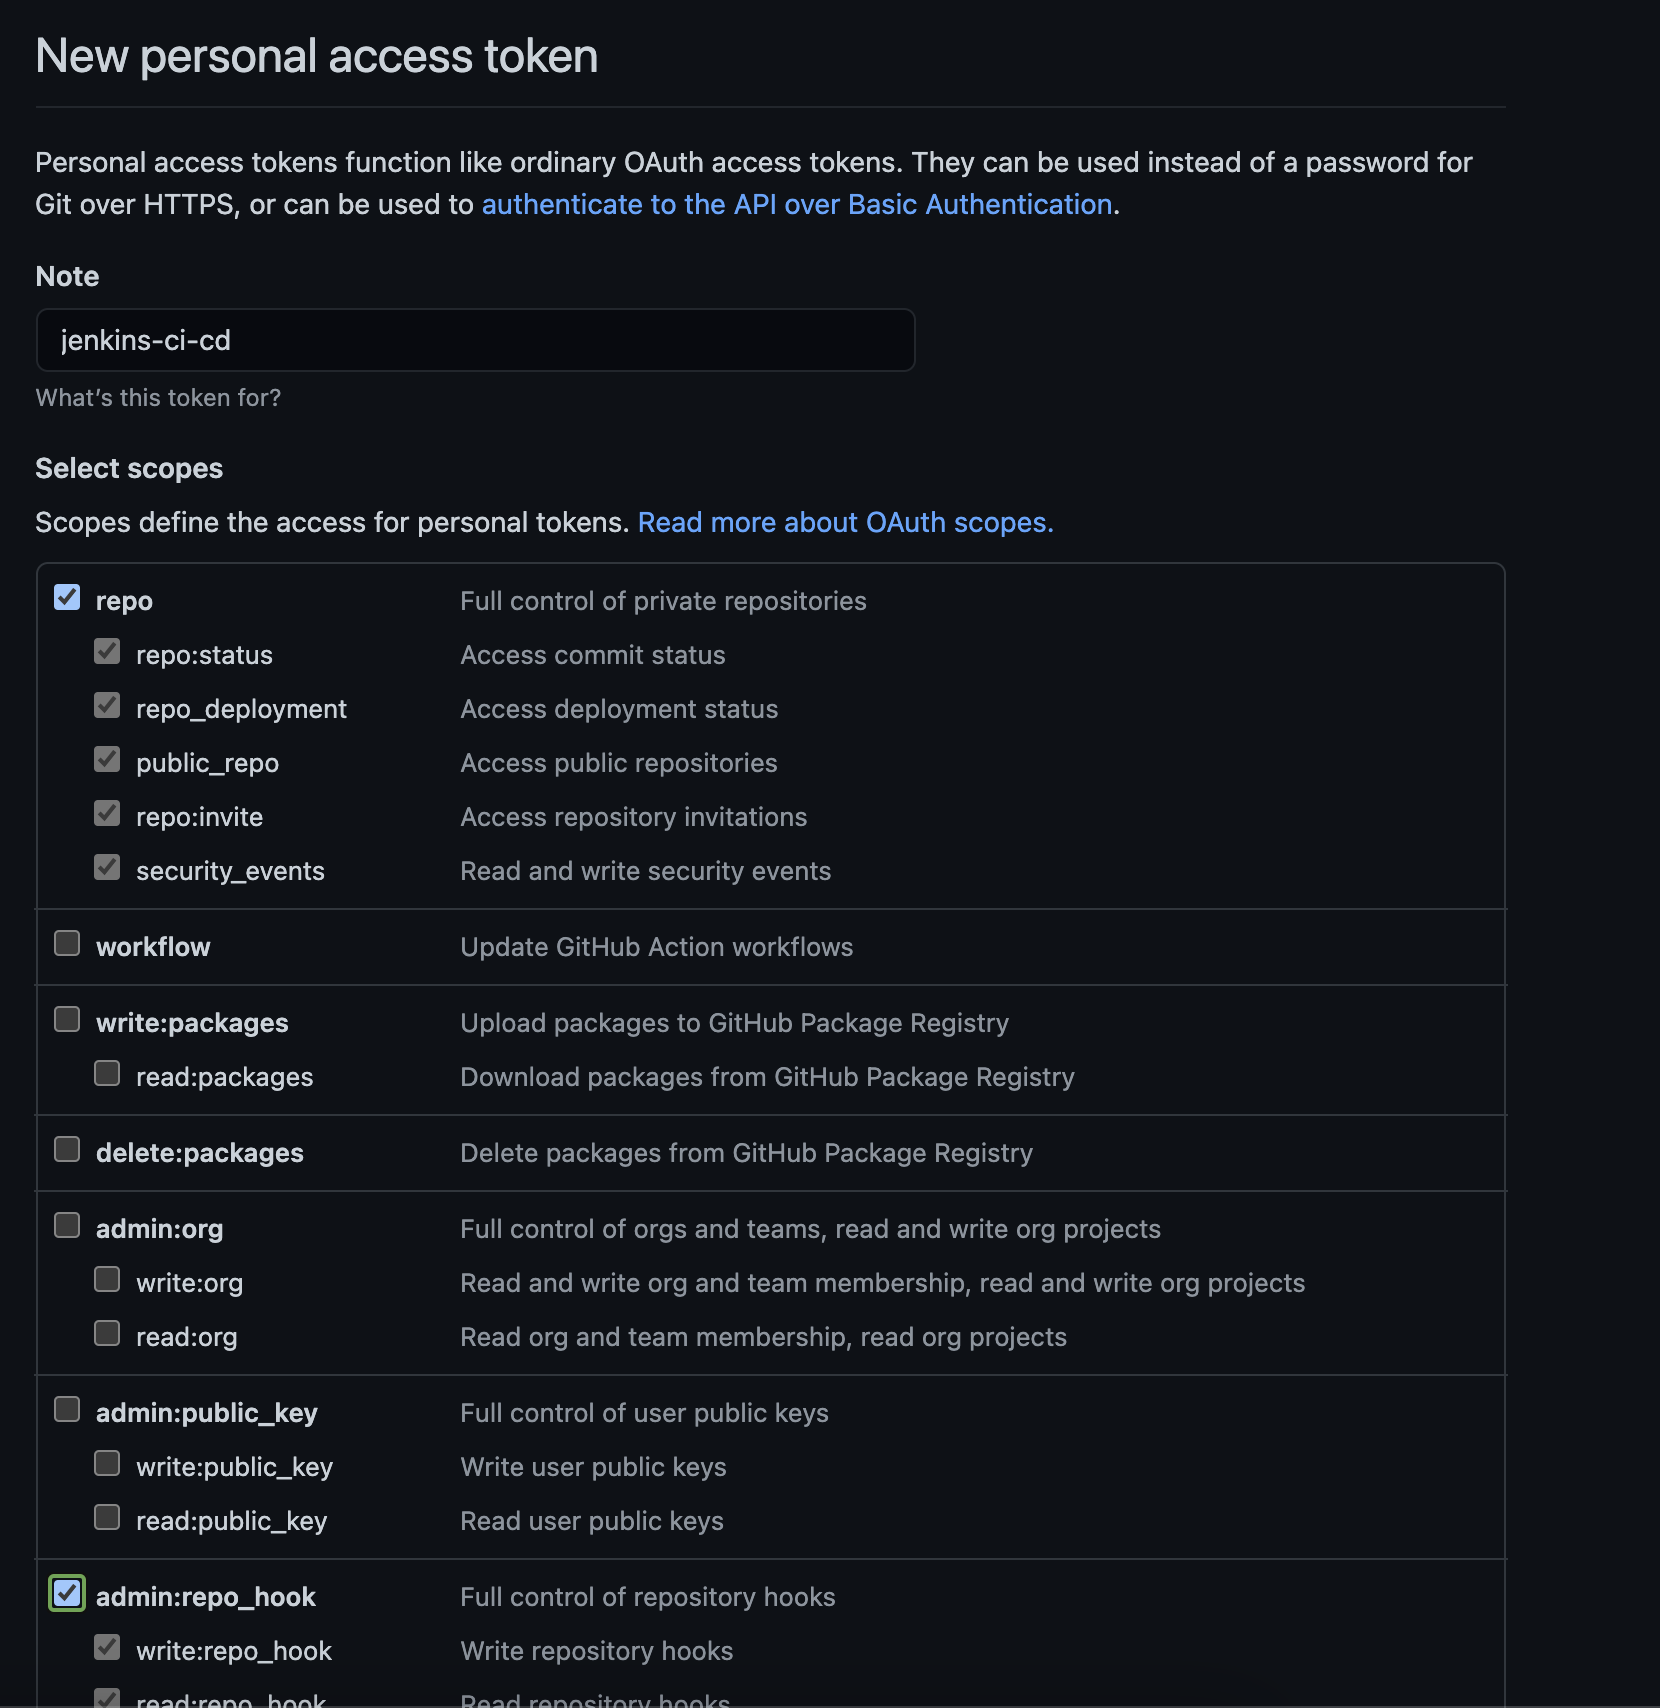 New personal access token
Personal access tokens function like ordinary OAuth access tokens. They can be used instead of a password for
Git over HTTPS, or can be used to authenticate to the API over Basic Authentication.
Note
jenkins-ci-cd
What's this token for?
Select scopes
Scopes define the access for personal tokens. Read more about OAuth scopes.
repo Full control of private repositories
repo:status Access commit status
repo_deployment Access deployment status
public_repo Access public repositories
repo:invite Access repository invitations
security_events Read and write security events
workflow Update GitHub Action workflows
write:packages Upload packages to GitHub Package Registry
read:packages Download packages from GitHub Package Registry
delete:packages Delete packages from GitHub Package Registry
admin:org Full control of orgs and teams, read and write org projects
write:org Read and write org and team membership, read and write org projects
read:org Read org and team membership, read org projects
admin:public_key Full control of user public keys
write:public_key Write user public keys
read:public_key Read user public keys
admin:repo_hook Full control of repository hooks
write:repo_hook Write repository hooks
read:repo_hook Read repository hooks